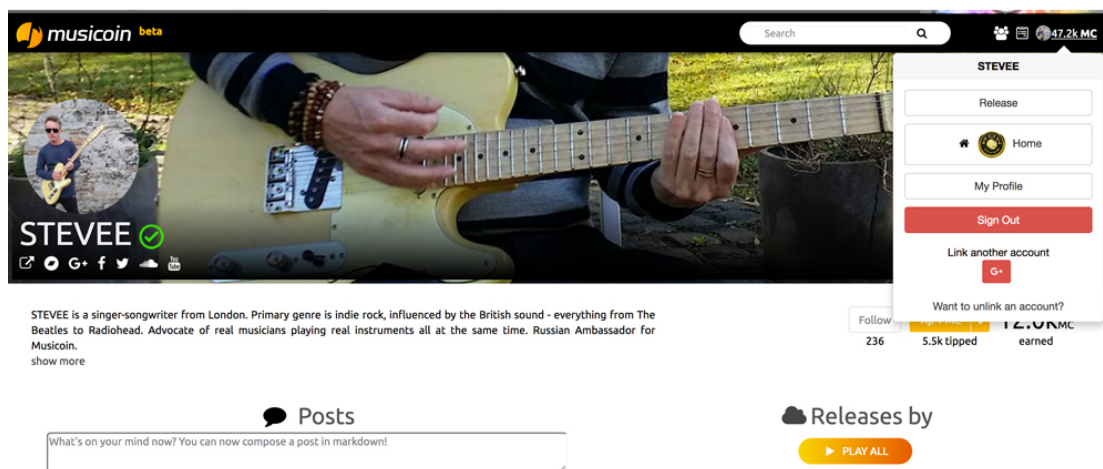 musicoin beta
Search
47.2k MC
STEVEE
Release
Home
My Profile
Sign Out
Link another account
G+
Want to unlink an account?
STEVEE
G+
You
Tube
STEVEE is a singer-songwriter from London. Primary genre is indie rock, influenced by the British sound - everything from The
Beatles to Radiohead. Advocate of real musicians playing real instruments all at the same time. Russian Ambassador for
Musicoin.
show more
Follow
236
5.5k tipped
MC
earned
Posts
What's on your mind now? You can now compose a post in markdown!
Releases by
PLAY ALL